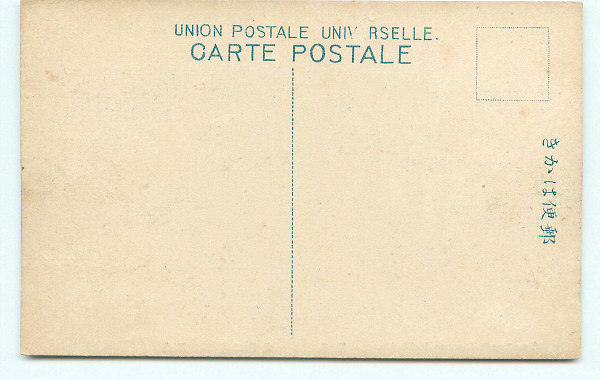 UNION POSTALE UNIV RSELLE.
CARTE POSTALE
きかは便郵